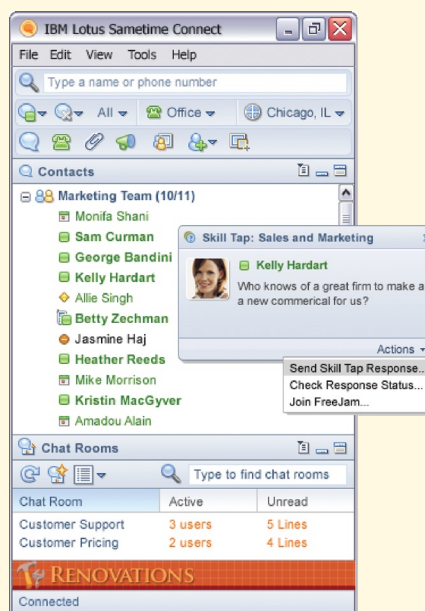 IBM Lotus Sametime Connect
File Edit View Tools Help
Type a name or phone number
All Office Chicago, IL
Contacts
Marketing Team (10/11)
Monifa Shani
Sam Curman
George Bandini
Kelly Hardart
Allie Singh
Betty Zechman
Jasmine Haj
Heather Reeds
Mike Morrison
Kristin MacGyver
Amadou Alain
Skill Tap: Sales and Marketing
Kelly Hardart
Who knows of a great firm to make a
a new commerical for us?
Actions
Send Skill Tap Response...
Check Response Status...
Join FreeJam...
Chat Rooms
Type to find chat rooms
Chat Room Active Unread
Customer Support 3 users 5 Lines
Customer Pricing 2 users 4 Lines
RENOVATIONS
Connected